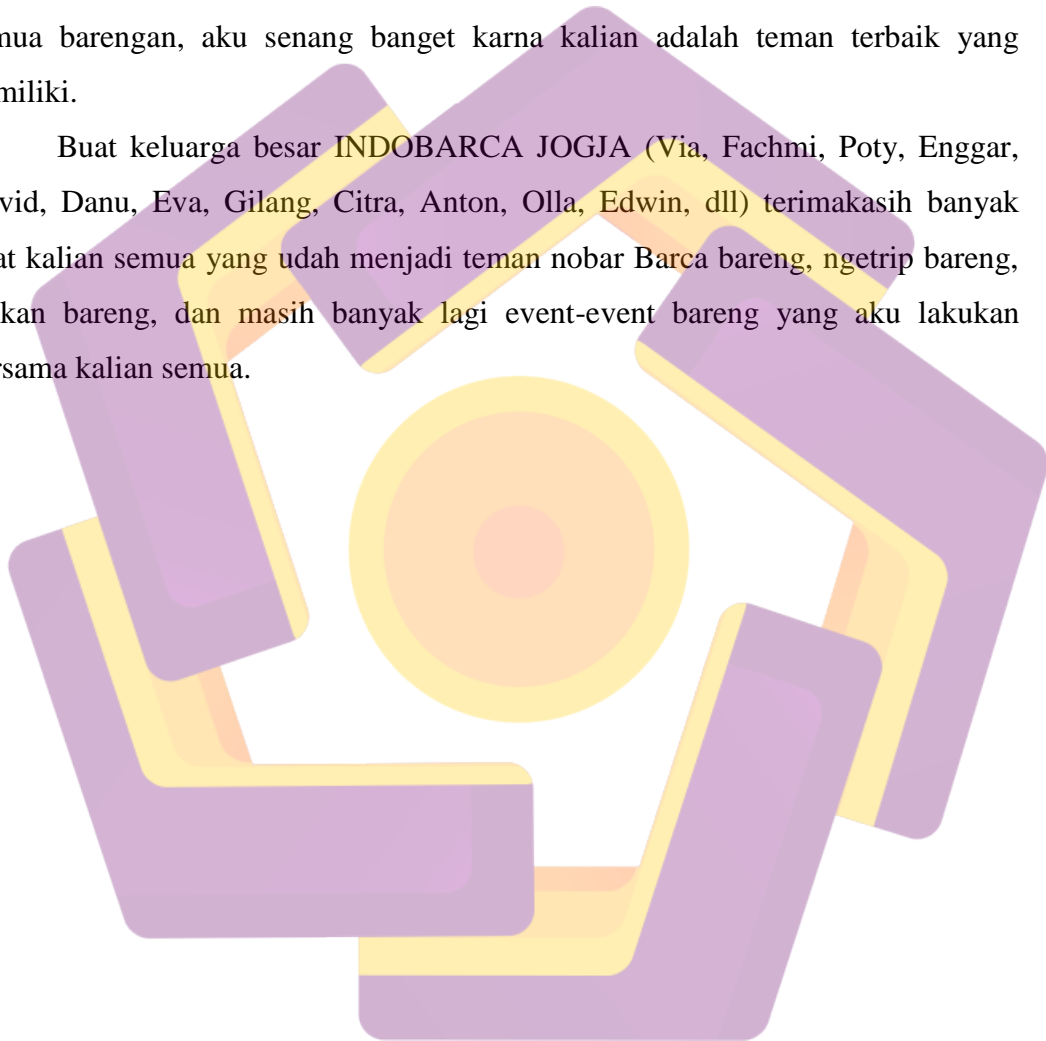 mua barengan, aku senang banget karna kalian adalah teman terbaik yang
miliki.
Buat keluarga besar INDOBARCA JOGJA (Via, Fachmi, Poty, Enggar,
vid, Danu, Eva, Gilang, Citra, Anton, Olla, Edwin, dll) terimakasih banyak
at kalian semua yang udah menjadi teman nobar Barca bareng, ngetrip bareng,
kan bareng, dan masih banyak lagi event-event bareng yang aku lakukan
rsama kalian semua.